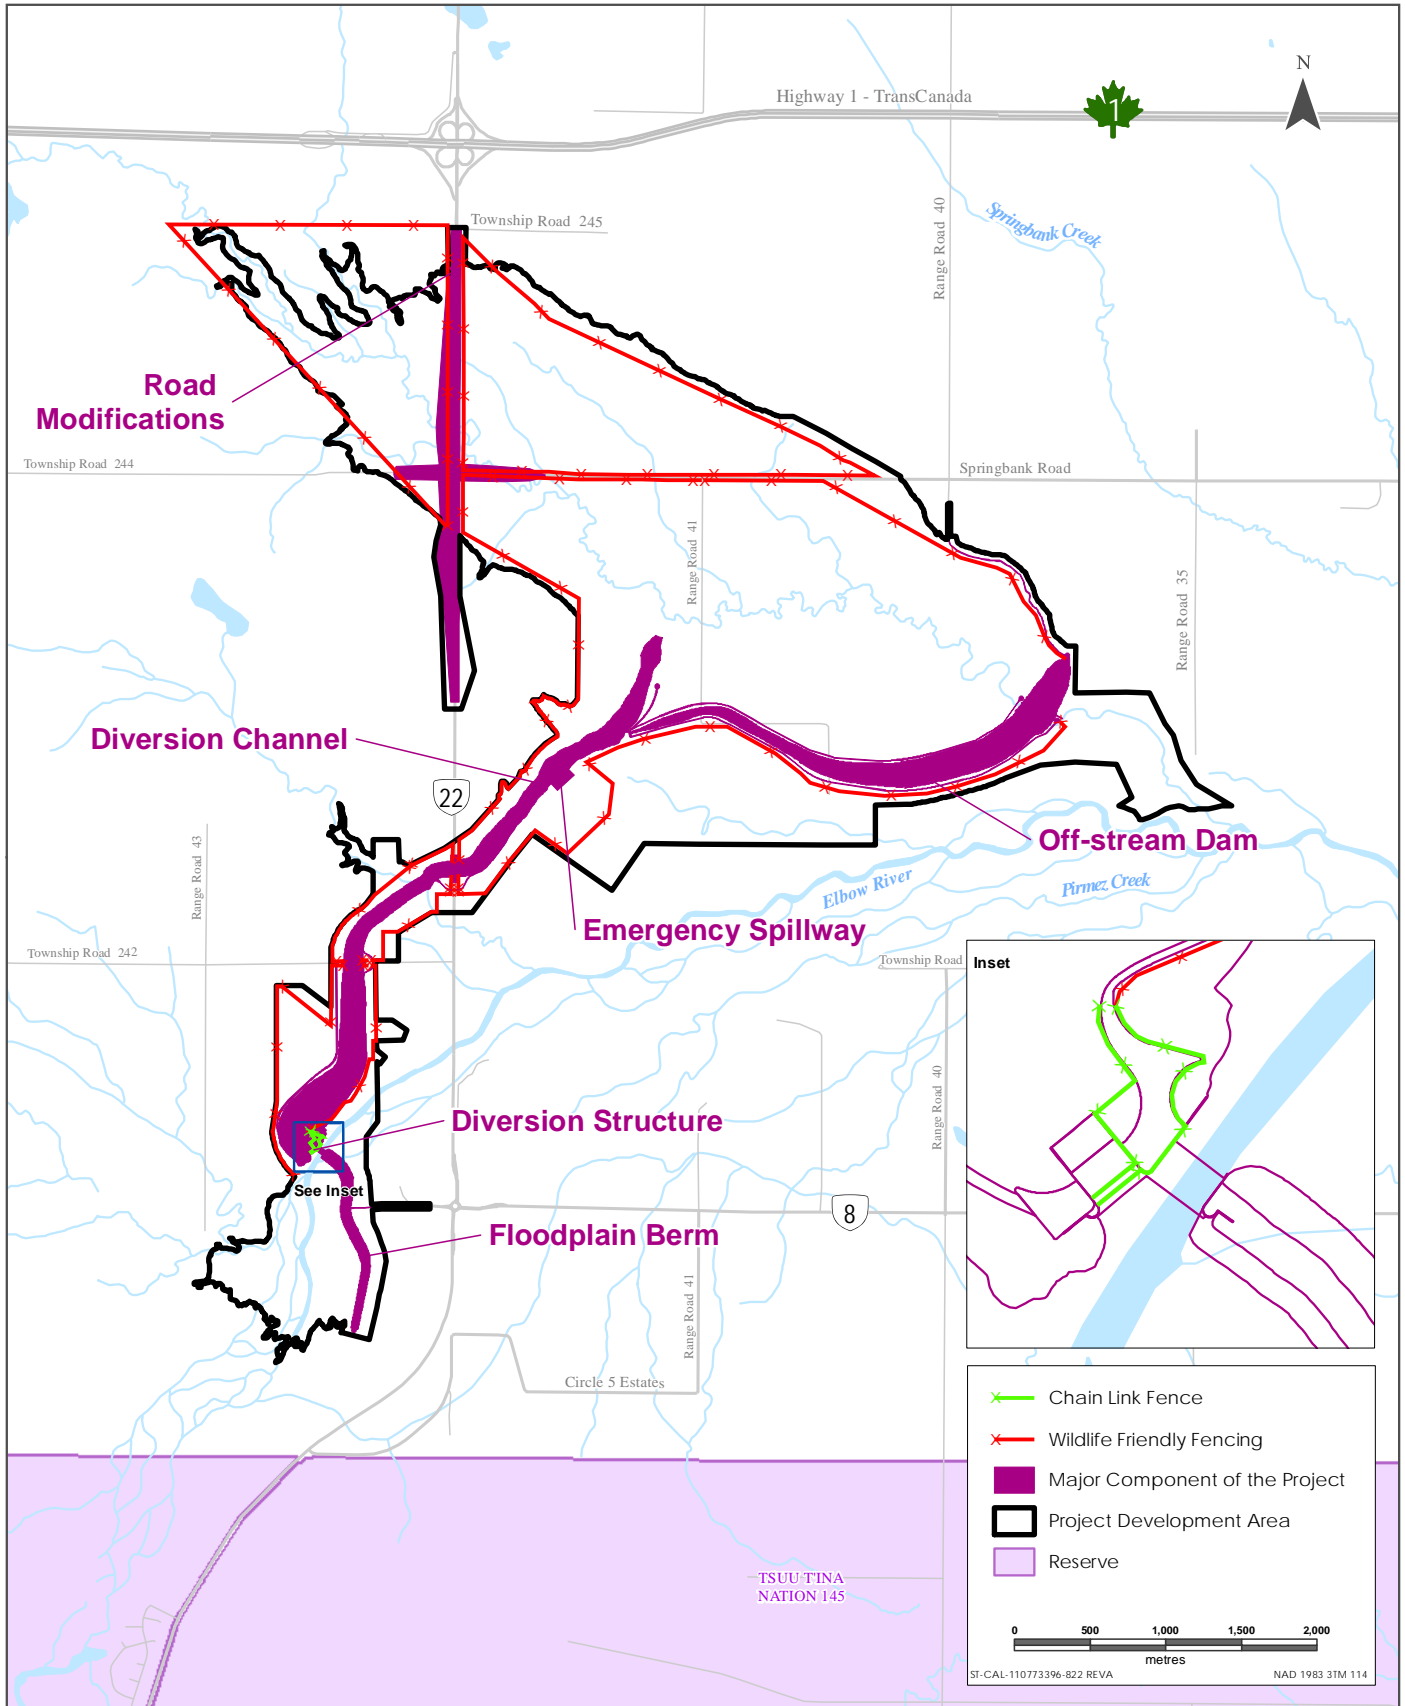 N
Highway 1 - TransCanada
1
Township Road 245
Range Road 40
Springbank Creek
Road
Modifications
Township Road 244
Springbank Road
Range Road 41
Range Road 35
Diversion Channel
22
Off-stream Dam
Range Road 43
Elbow River
Pirmez Creek
Emergency Spillway
Township Road 242
Township Road
Inset
Range Road 40
Diversion Structure
See Inset
8
Floodplain Berm
Range Road 41
Circle 5 Estates
Chain Link Fence
Wildlife Friendly Fencing
Major Component of the Project
Project Development Area
Reserve
TSUU T'INA
NATION 145
0 500 1,000 1,500 2,000
metres
ST-CAL-110773396-822 REVA
NAD 1983 3TM 114